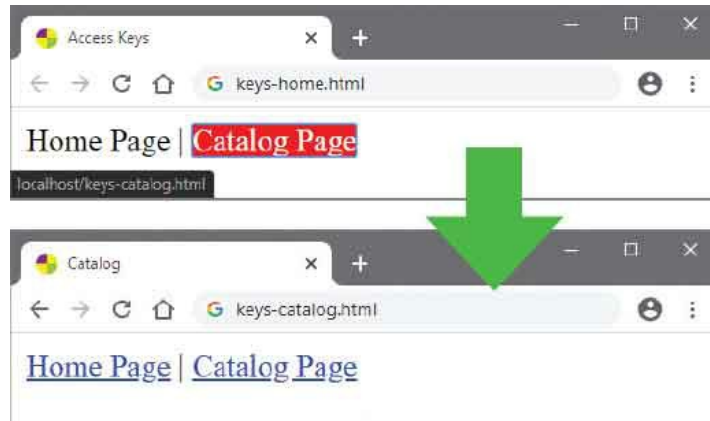 Access Keys
keys-home.html
Home Page | Catalog Page
localhost/keys-catalog.html
Catalog
keys-catalog.html
Home Page | Catalog Page